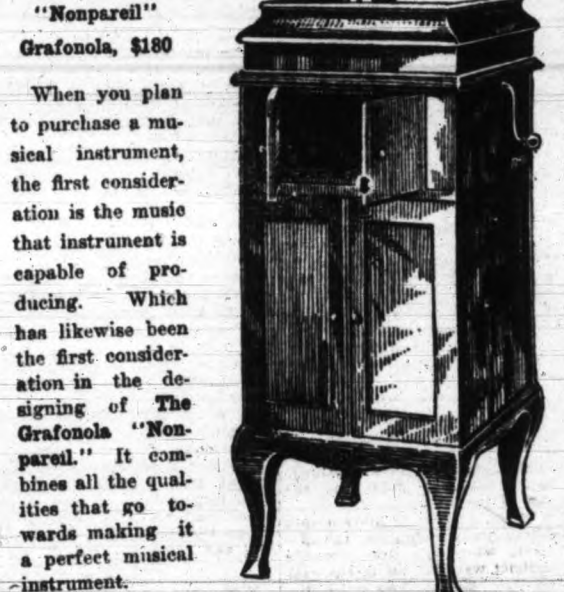 "Nonpareil"
Grafonola, $180
When you plan
to purchase a mu-
sical instrument,
the first consider-
ation is the music
that instrument is
capable of pro-
ducing. Which
has likewise been
the first consider-
ation in the de-
signing of The
Grafonola "Non-
pareil." It com-
bines all the qual-
ities that go to-
wards making it
a perfect musical
instrument.